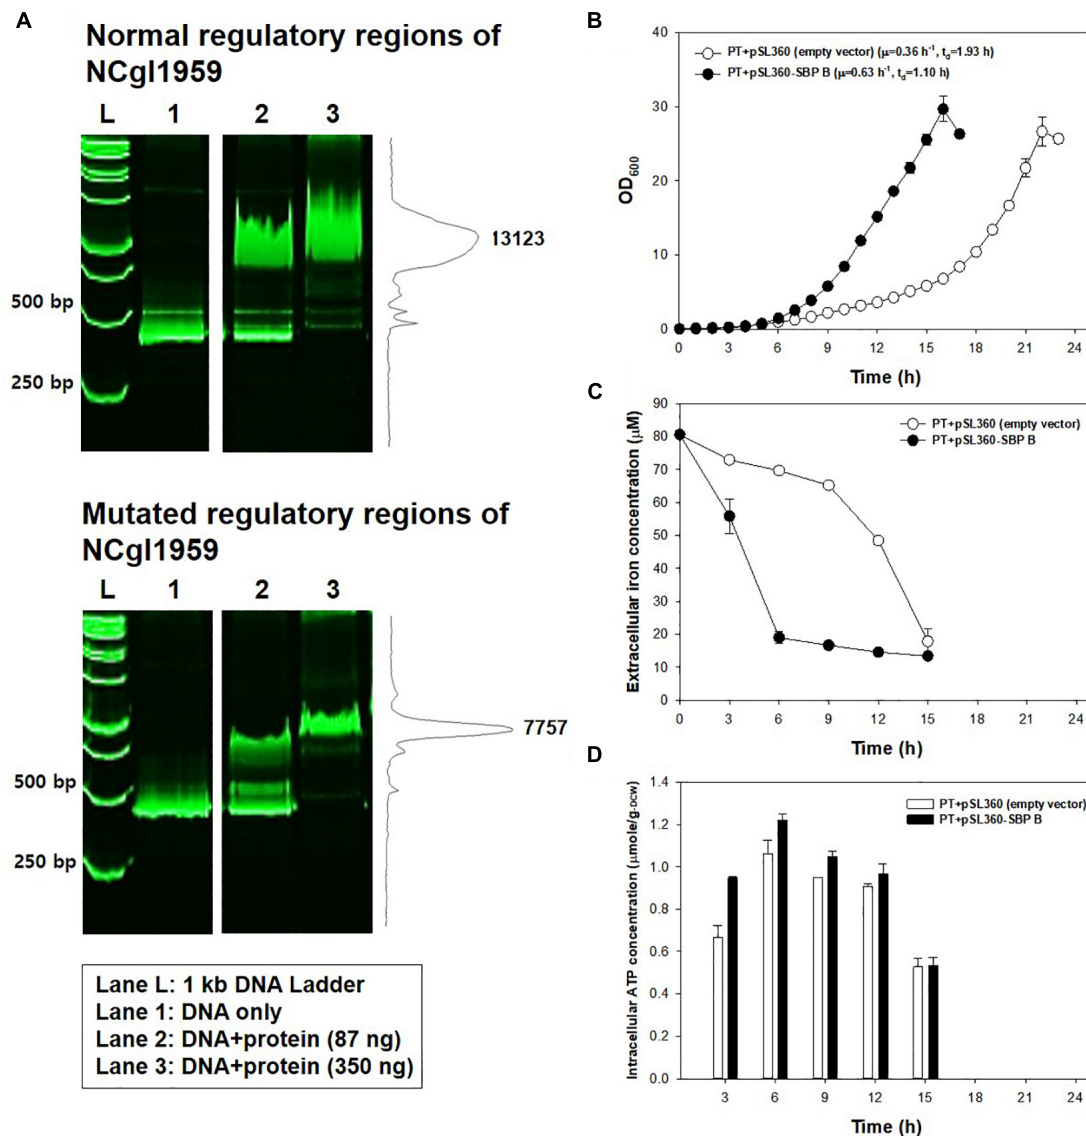 A
Normal regulatory regions of
NCgl1959
L 1 2 3
13123
500 bp
250 bp
Mutated regulatory regions of
NCgl1959
L 1 2 3
7757
500 bp
250 bp
Lane L: 1 kb DNA Ladder
Lane 1: DNA only
Lane 2: DNA+protein (87 ng)
Lane 3: DNA+protein (350 ng)
B
PT+pSL360 (empty vector) (μ=0.36 h⁻¹, t_d=1.93 h)
PT+pSL360-SBP B (μ=0.63 h⁻¹, t_d=1.10 h)
OD₆₀₀
40
30
20
10
0
0 3 6 9 12 15 18 21 24
Time (h)
C
PT+pSL360 (empty vector)
PT+pSL360-SBP B
Extracellular iron concentration (μM)
90
80
70
60
50
40
30
20
10
0
0 3 6 9 12 15 18 21 24
Time (h)
D
PT+pSL360 (empty vector)
PT+pSL360-SBP B
Intracellular ATP concentration (μmole/g-DCW)
1.4
1.2
1.0
0.8
0.6
0.4
0.2
0.0
3 6 9 12 15 18 21 24
Time (h)